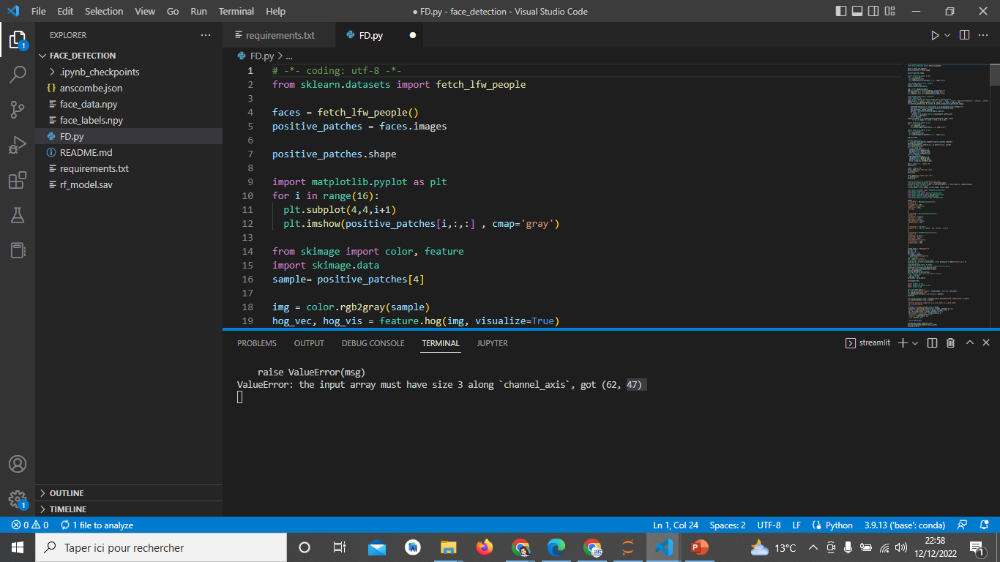 File Edit Selection View Go Run Terminal Help
● FD.py - face_detection - Visual Studio Code
EXPLORER
FACE_DETECTION
.ipynb_checkpoints
anscombe.json
face_data.npy
face_labels.npy
FD.py
README.md
requirements.txt
rf_model.sav
OUTLINE
TIMELINE
1
1
requirements.txt
FD.py
FD.py > ...
1 # -*- coding: utf-8 -*-
2 from sklearn.datasets import fetch_lfw_people
3
4 faces = fetch_lfw_people()
5 positive_patches = faces.images
6
7 positive_patches.shape
8
9 import matplotlib.pyplot as plt
10 for i in range(16):
11 plt.subplot(4,4,i+1)
12 plt.imshow(positive_patches[i,:,:] , cmap='gray')
13
14 from skimage import color, feature
15 import skimage.data
16 sample= positive_patches[4]
17
18 img = color.rgb2gray(sample)
19 hog_vec, hog_vis = feature.hog(img, visualize=True)
PROBLEMS OUTPUT DEBUG CONSOLE TERMINAL JUPYTER
streamlit
raise ValueError(msg)
ValueError: the input array must have size 3 along `channel_axis`, got (62, 47)
0 0 1 file to analyze
Ln 1, Col 24 Spaces: 2 UTF-8 LF Python 3.9.13 ('base': conda)
Taper ici pour rechercher
13°C
22:58
12/12/2022
1